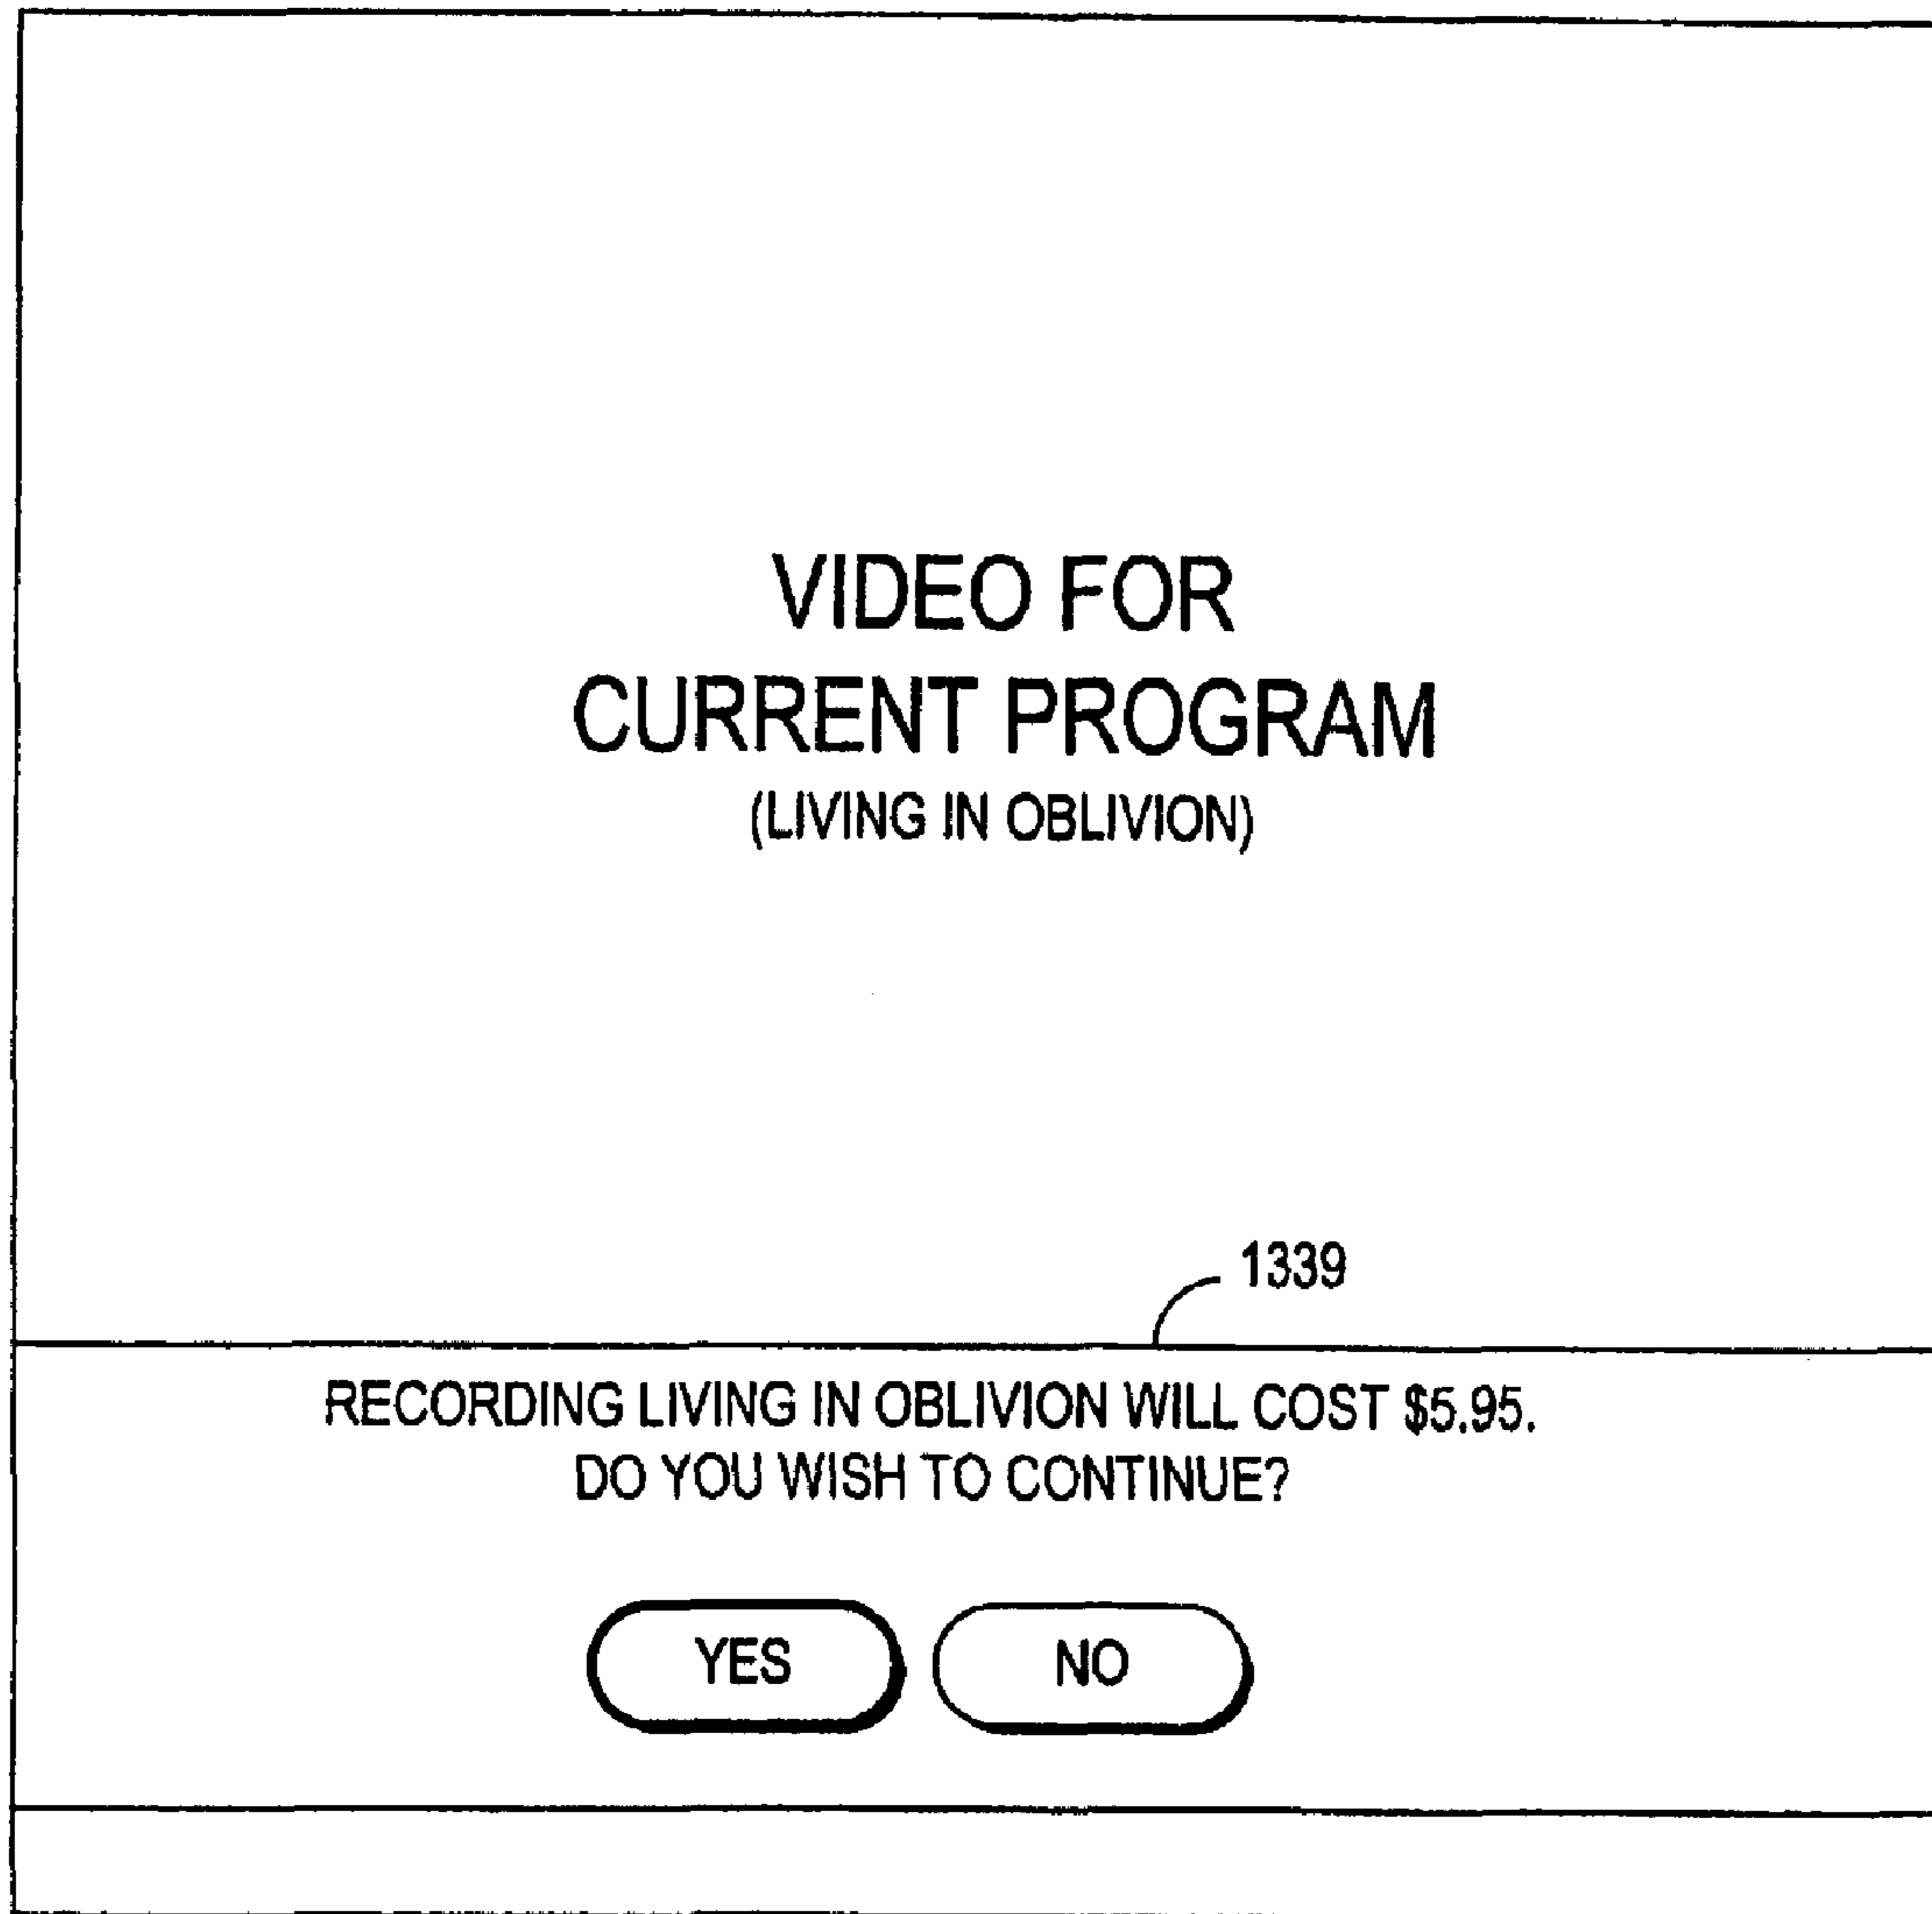 VIDEO FOR
CURRENT PROGRAM
(LIVING IN OBLIVION)
1339
RECORDING LIVING IN OBLIVION WILL COST $5.95.
DO YOU WISH TO CONTINUE?
YES NO